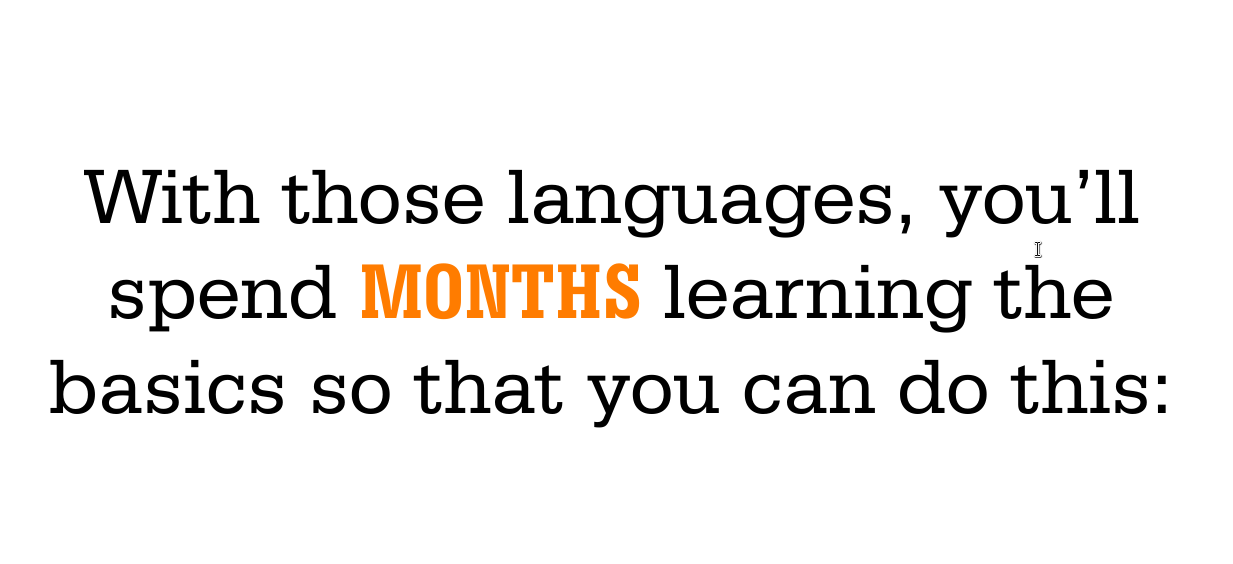 With those languages, you’ll
spend MONTHS learning the
basics so that you can do this: